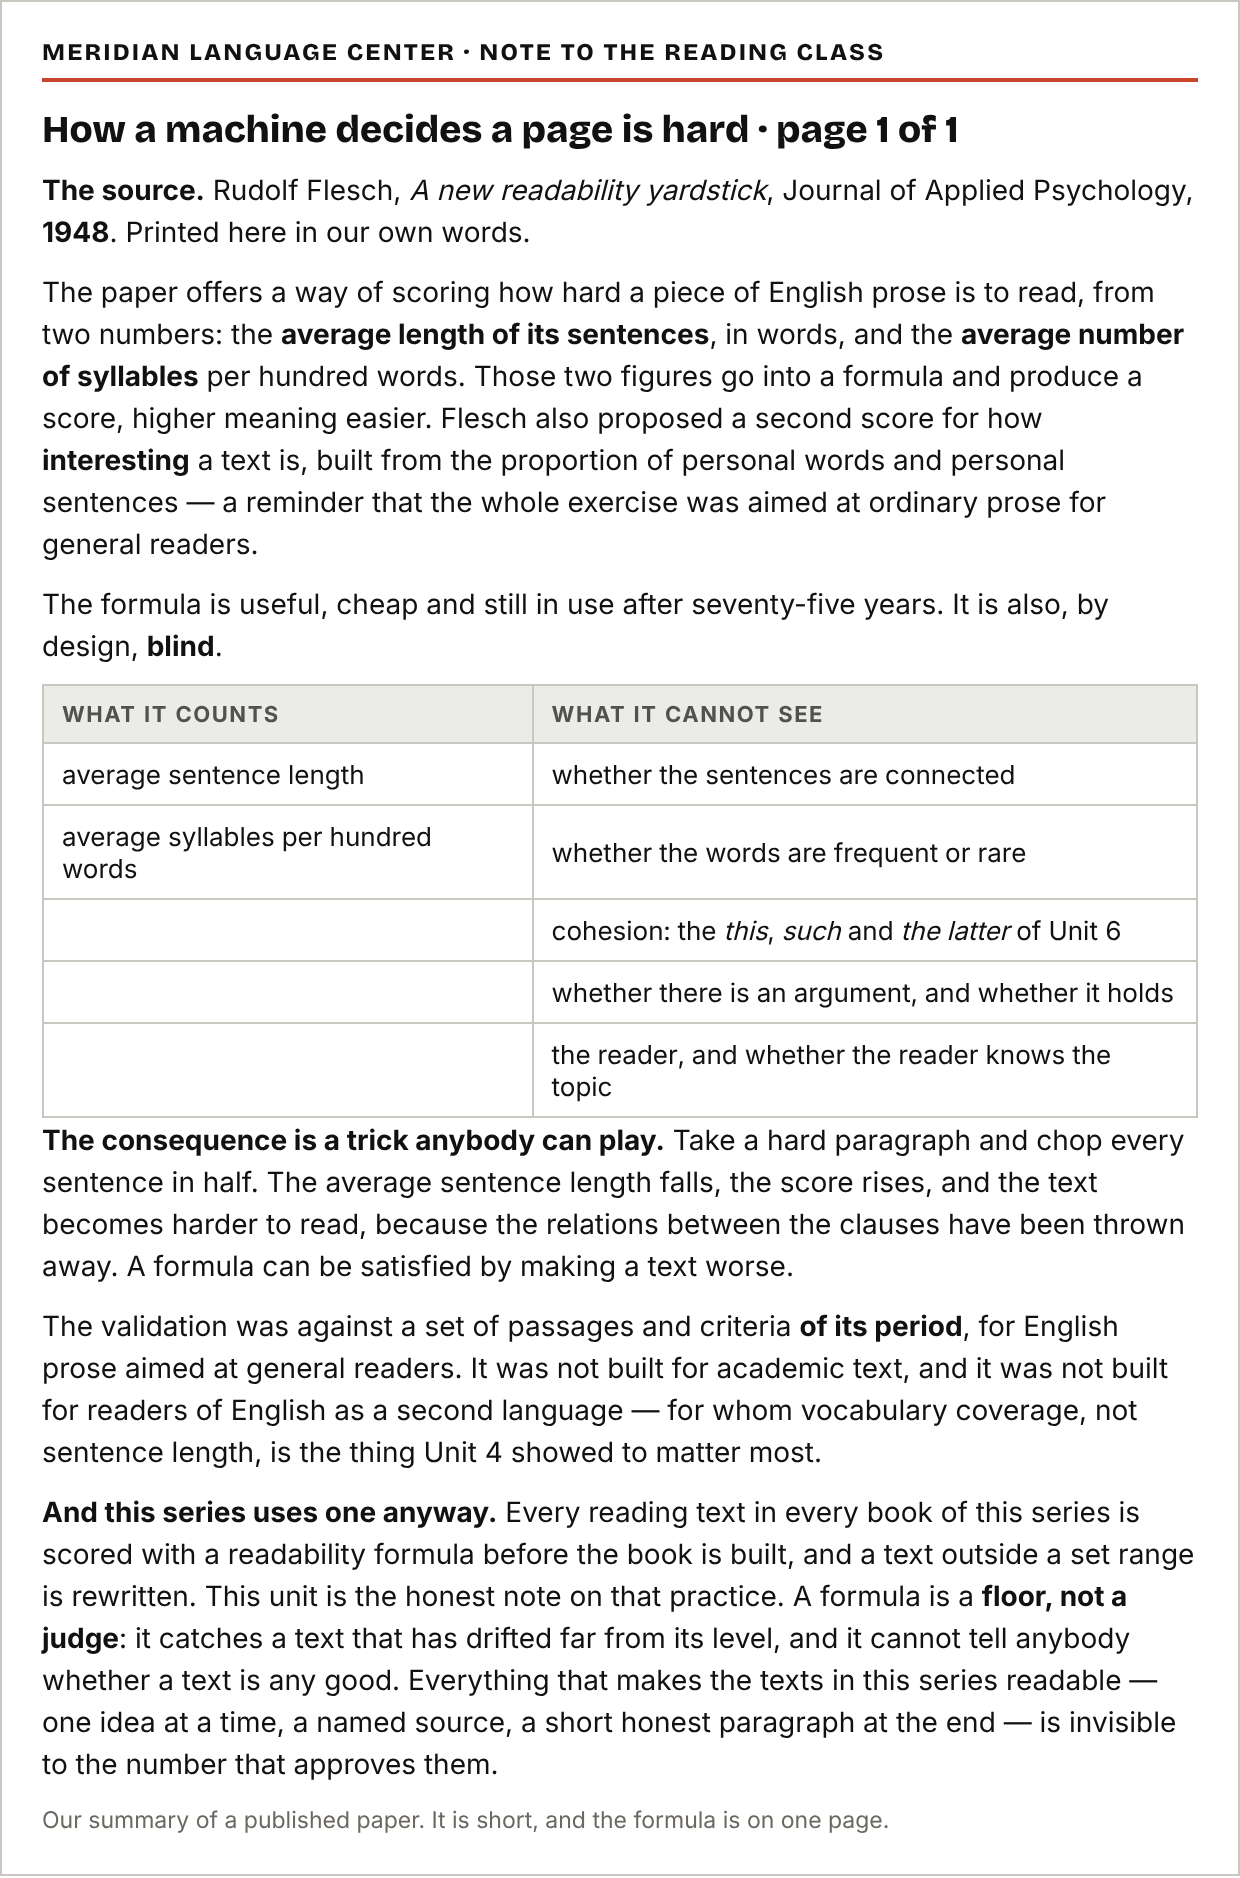 MERIDIAN LANGUAGE CENTER · NOTE TO THE READING CLASS
How a machine decides a page is hard · page 1 of 1
The source. Rudolf Flesch, A new readability yardstick, Journal of Applied Psychology,
1948. Printed here in our own words.
The paper offers a way of scoring how hard a piece of English prose is to read, from
two numbers: the average length of its sentences, in words, and the average number
of syllables per hundred words. Those two figures go into a formula and produce a
score, higher meaning easier. Flesch also proposed a second score for how
interesting a text is, built from the proportion of personal words and personal
sentences — a reminder that the whole exercise was aimed at ordinary prose for
general readers.
The formula is useful, cheap and still in use after seventy-five years. It is also, by
design, blind.
WHAT IT COUNTS
WHAT IT CANNOT SEE
average sentence length
whether the sentences are connected
average syllables per hundred
words
whether the words are frequent or rare
cohesion: the this, such and the latter of Unit 6
whether there is an argument, and whether it holds
the reader, and whether the reader knows the
topic
The consequence is a trick anybody can play. Take a hard paragraph and chop every
sentence in half. The average sentence length falls, the score rises, and the text
becomes harder to read, because the relations between the clauses have been thrown
away. A formula can be satisfied by making a text worse.
The validation was against a set of passages and criteria of its period, for English
prose aimed at general readers. It was not built for academic text, and it was not built
for readers of English as a second language — for whom vocabulary coverage, not
sentence length, is the thing Unit 4 showed to matter most.
And this series uses one anyway. Every reading text in every book of this series is
scored with a readability formula before the book is built, and a text outside a set range
is rewritten. This unit is the honest note on that practice. A formula is a floor, not a
judge: it catches a text that has drifted far from its level, and it cannot tell anybody
whether a text is any good. Everything that makes the texts in this series readable —
one idea at a time, a named source, a short honest paragraph at the end — is invisible
to the number that approves them.
Our summary of a published paper. It is short, and the formula is on one page.